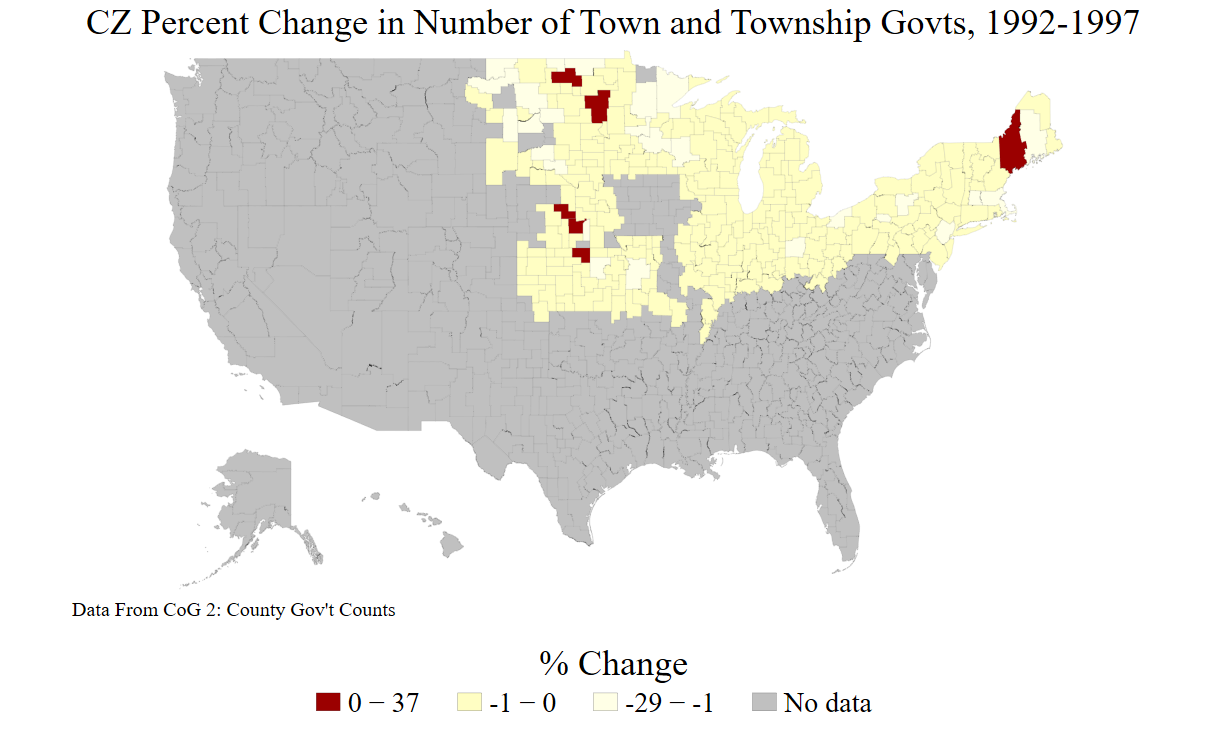 CZ Percent Change in Number of Town and Township Govts, 1992-1997
Data From CoG 2: County Gov't Counts
% Change
0 − 37
-1 − 0
-29 − -1
No data